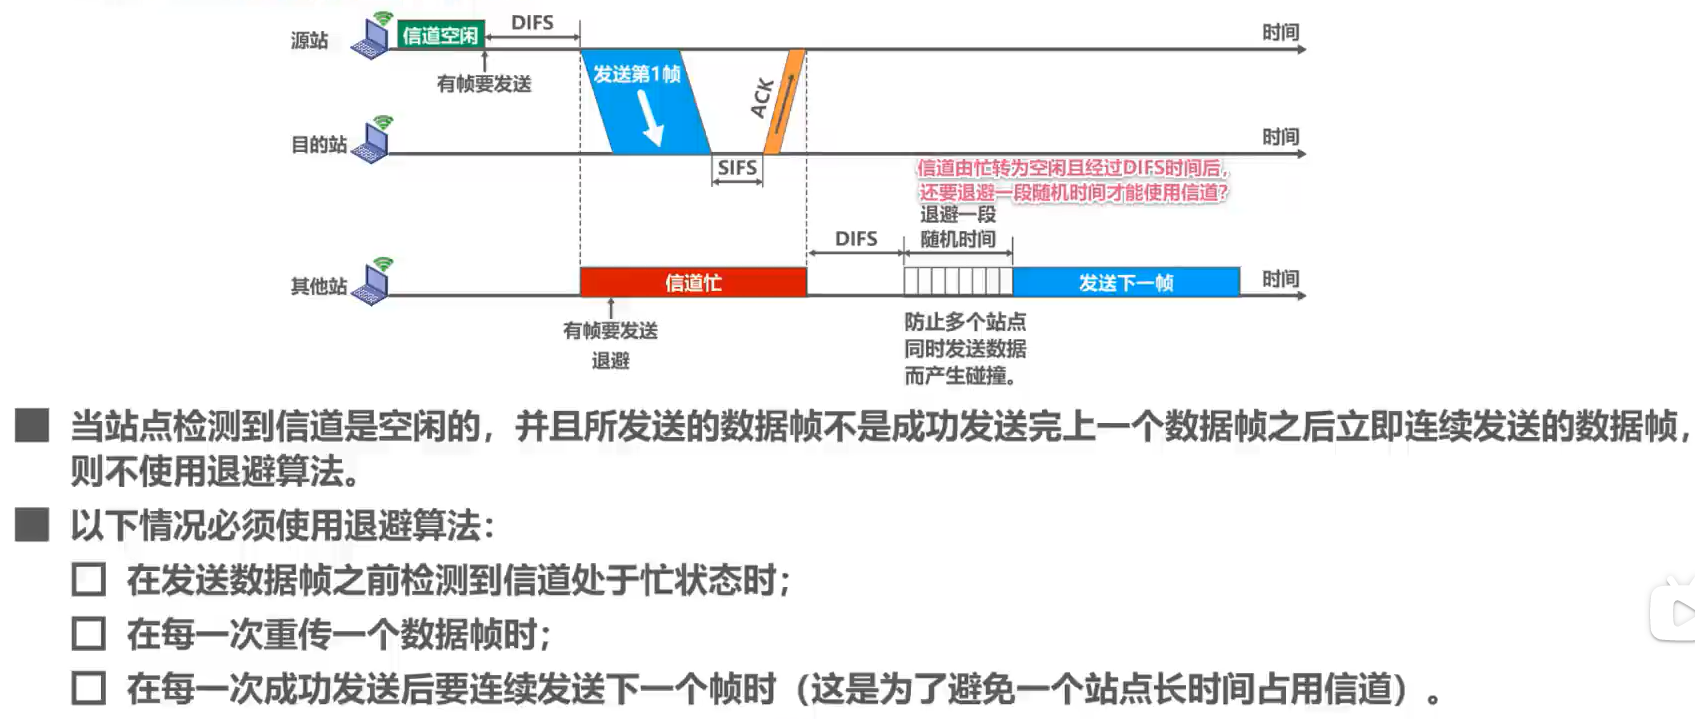 源站
信道空闲
DIFS
时间
有帧要发送
发送第1帧
ACK
目的站
时间
SIFS
信道由忙转为空闲且经过DIFS时间后，
还要退避一段随机时间才能使用信道？
退避一段
随机时间
DIFS
其他站
信道忙
发送下一帧
时间
有帧要发送
退避
防止多个站点
同时发送数据
而产生碰撞。
当站点检测到信道是空闲的，并且所发送的数据帧不是成功发送完上一个数据帧之后立即连续发送的数据帧，
则不使用退避算法。
以下情况必须使用退避算法：
在发送数据帧之前检测到信道处于忙状态时；
在每一次重传一个数据帧时；
在每一次成功发送后要连续发送下一个帧时（这是为了避免一个站点长时间占用信道）。